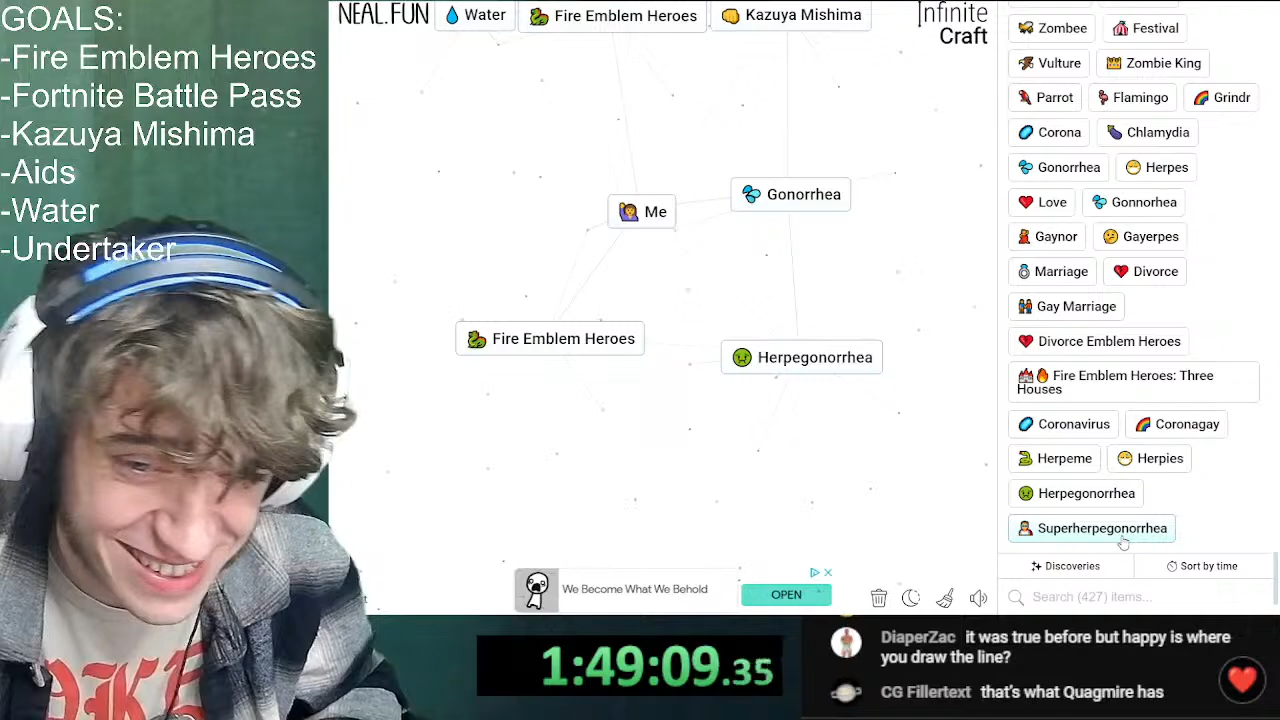 GOALS:
-Fire Emblem Heroes
-Fortnite Battle Pass
-Kazuya Mishima
-Aids
-Water
-Undertaker
NEAL.FUN
Water
Fire Emblem Heroes
Kazuya Mishima
Infinite
Craft
Me
Gonorrhea
Fire Emblem Heroes
Herpegonorrhea
Zombee
Festival
Vulture
Zombie King
Parrot
Flamingo
Grindr
Corona
Chlamydia
Gonorrhea
Herpes
Love
Gonnorhea
Gaynor
Gayerpes
Marriage
Divorce
Gay Marriage
Divorce Emblem Heroes
Fire Emblem Heroes: Three
Houses
Coronavirus
Coronagay
Herpeme
Herpies
Herpegonorrhea
Superherpegonorrhea
Discoveries
Sort by time
Search (427) items...
We Become What We Behold
OPEN
1:49:09.35
DiaperZac it was true before but happy is where
you draw the line?
CG Fillertext that's what Quagmire has